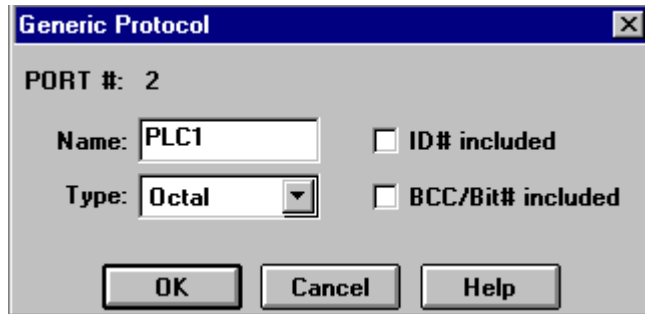 Generic Protocol
PORT #: 2
Name: PLC1
ID# included
Type: Octal
BCC/Bit# included
OK Cancel Help